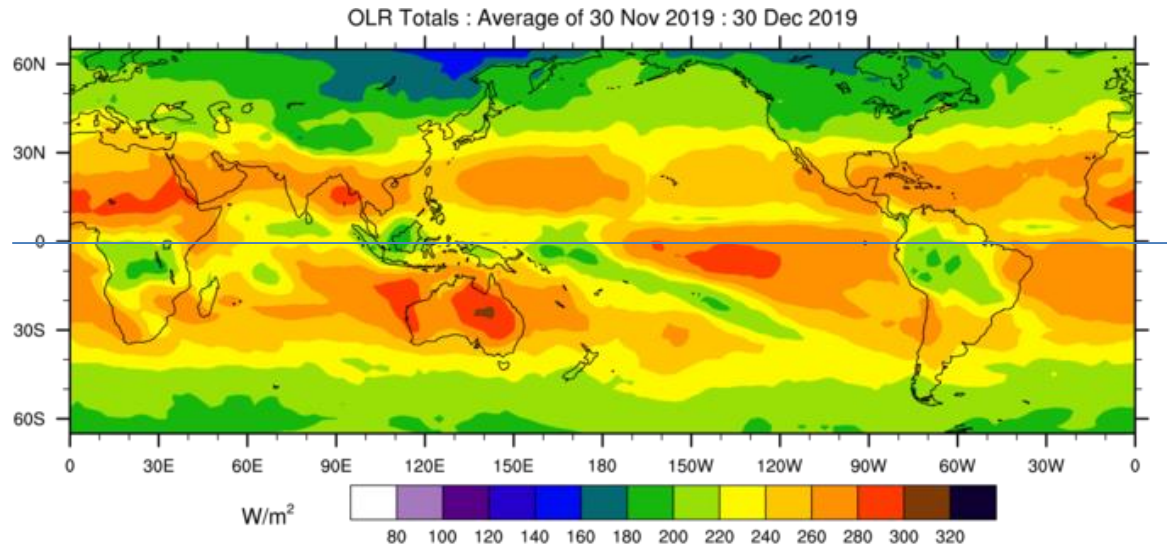 OLR Totals : Average of 30 Nov 2019 : 30 Dec 2019
60N
30N
0
30S
60S
0 30E 60E 90E 120E 150E 180 150W 120W 90W 60W 30W 0
W/m²
80 100 120 140 160 180 200 220 240 260 280 300 320